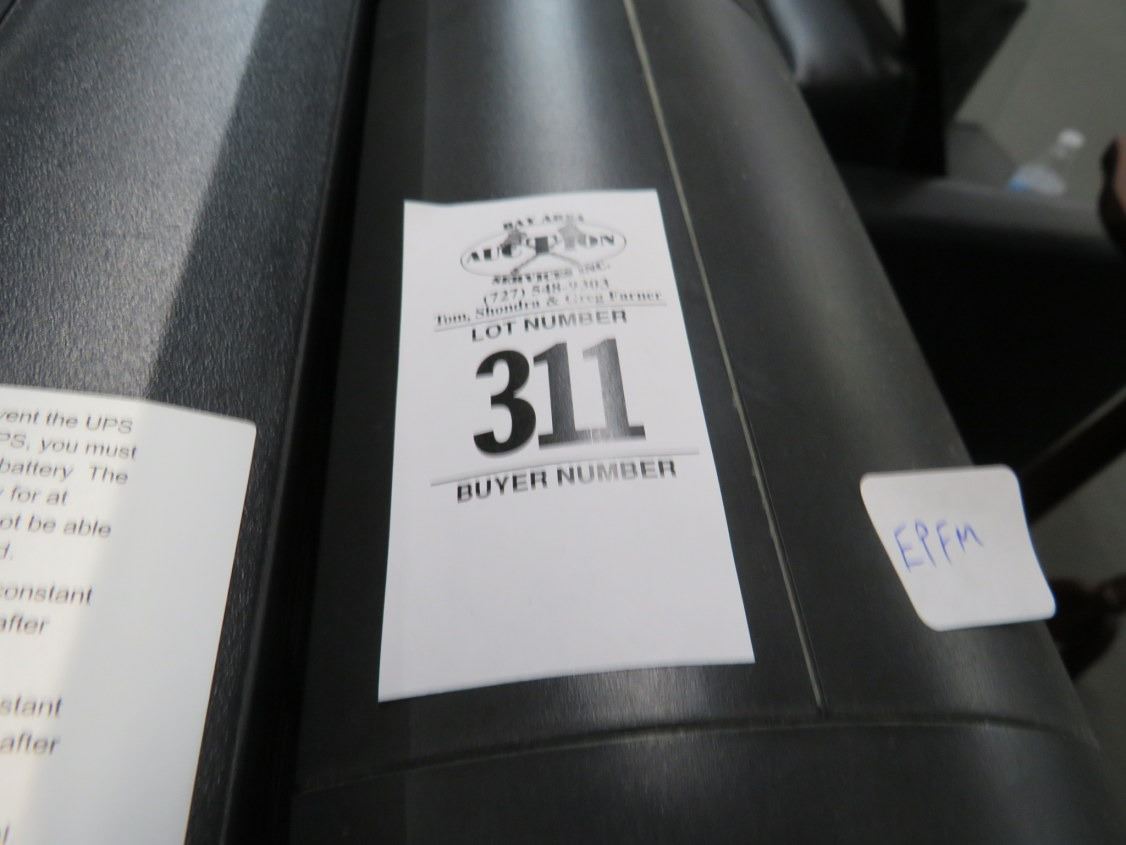 BAY AREA
AUCTION
SERVICES INC.
(727) 548-9303
Tom, Shondra & Greg Farner
LOT NUMBER
311
BUYER NUMBER
EPFM
vent the UPS
PS, you must
battery The
for at
ot be able
d.
constant
after
stant
after